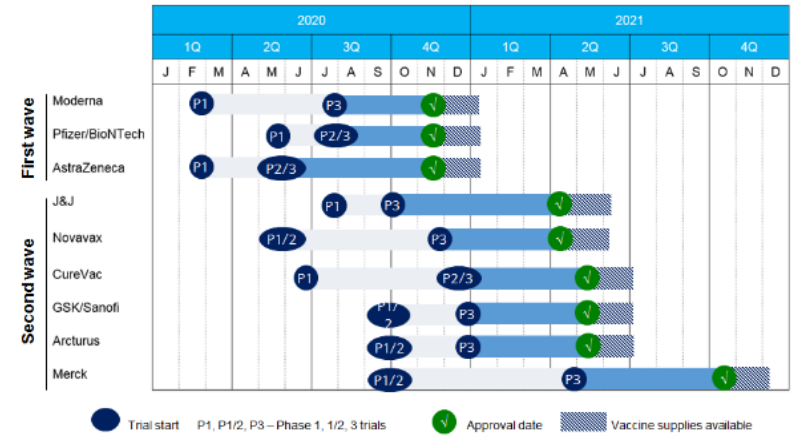 2020 2021
1Q 2Q 3Q 4Q 1Q 2Q 3Q 4Q
J F M A M J J A S O N D J F M A M J J A S O N D
First wave
Moderna P1 P3 √
Pfizer/BioNTech P1 P2/3 √
AstraZeneca P1 P2/3 √
Second wave
J&J P1 P3 √
Novavax P1/2 P3 √
CureVac P1 P2/3 √
GSK/Sanofi P1/2 P3 √
Arcturus P1/2 P3 √
Merck P1/2 P3 √
Trial start P1, P1/2, P3 – Phase 1, 1/2, 3 trials √ Approval date Vaccine supplies available